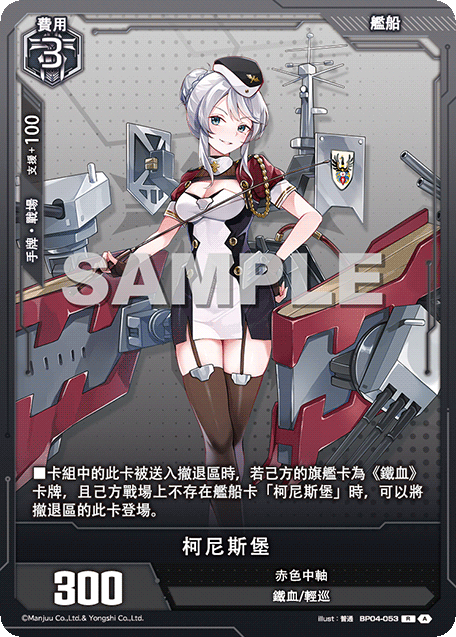 費用
3
艦船
手牌・戰場 支援+100
SAMPLE
■卡組中的此卡被送入撤退區時，若己方的旗艦卡為《鐵血》
卡牌，且己方戰場上不存在艦船卡「柯尼斯堡」時，可以將
撤退區的此卡登場。
柯尼斯堡
300
赤色中軸
鐵血/輕巡
©Manjuu Co.,Ltd.& Yongshi Co.,Ltd.
illust：普通 BP04-053 R A